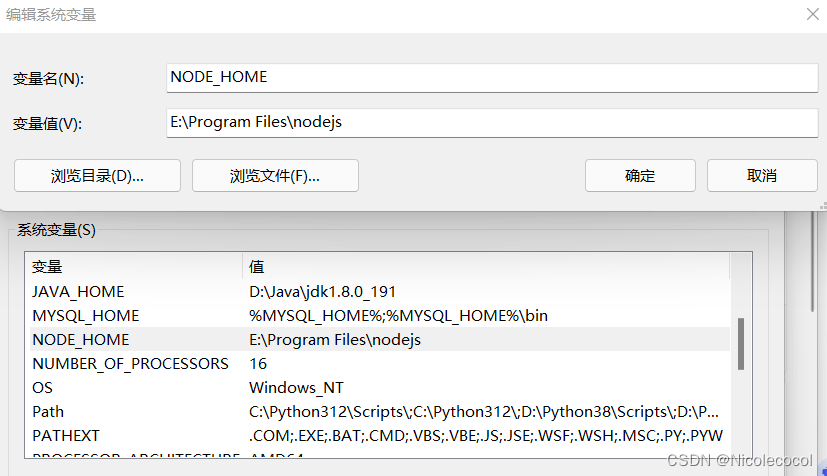 编辑系统变量
变量名(N):
NODE_HOME
变量值(V):
E:\Program Files\nodejs
浏览目录(D)...
浏览文件(F)...
确定
取消
系统变量(S)
变量 值
JAVA_HOME D:\Java\jdk1.8.0_191
MYSQL_HOME %MYSQL_HOME%;%MYSQL_HOME%\bin
NODE_HOME E:\Program Files\nodejs
NUMBER_OF_PROCESSORS 16
OS Windows_NT
Path C:\Python312\Scripts\;C:\Python312\;D:\Python38\Scripts\;D:\P...
PATHEXT .COM;.EXE;.BAT;.CMD;.VBS;.VBE;.JS;.JSE;.WSF;.WSH;.MSC;.PY;.PYW
PROCESSOR_ARCHITECTURE AMD64
CSDN @Nicolecocol